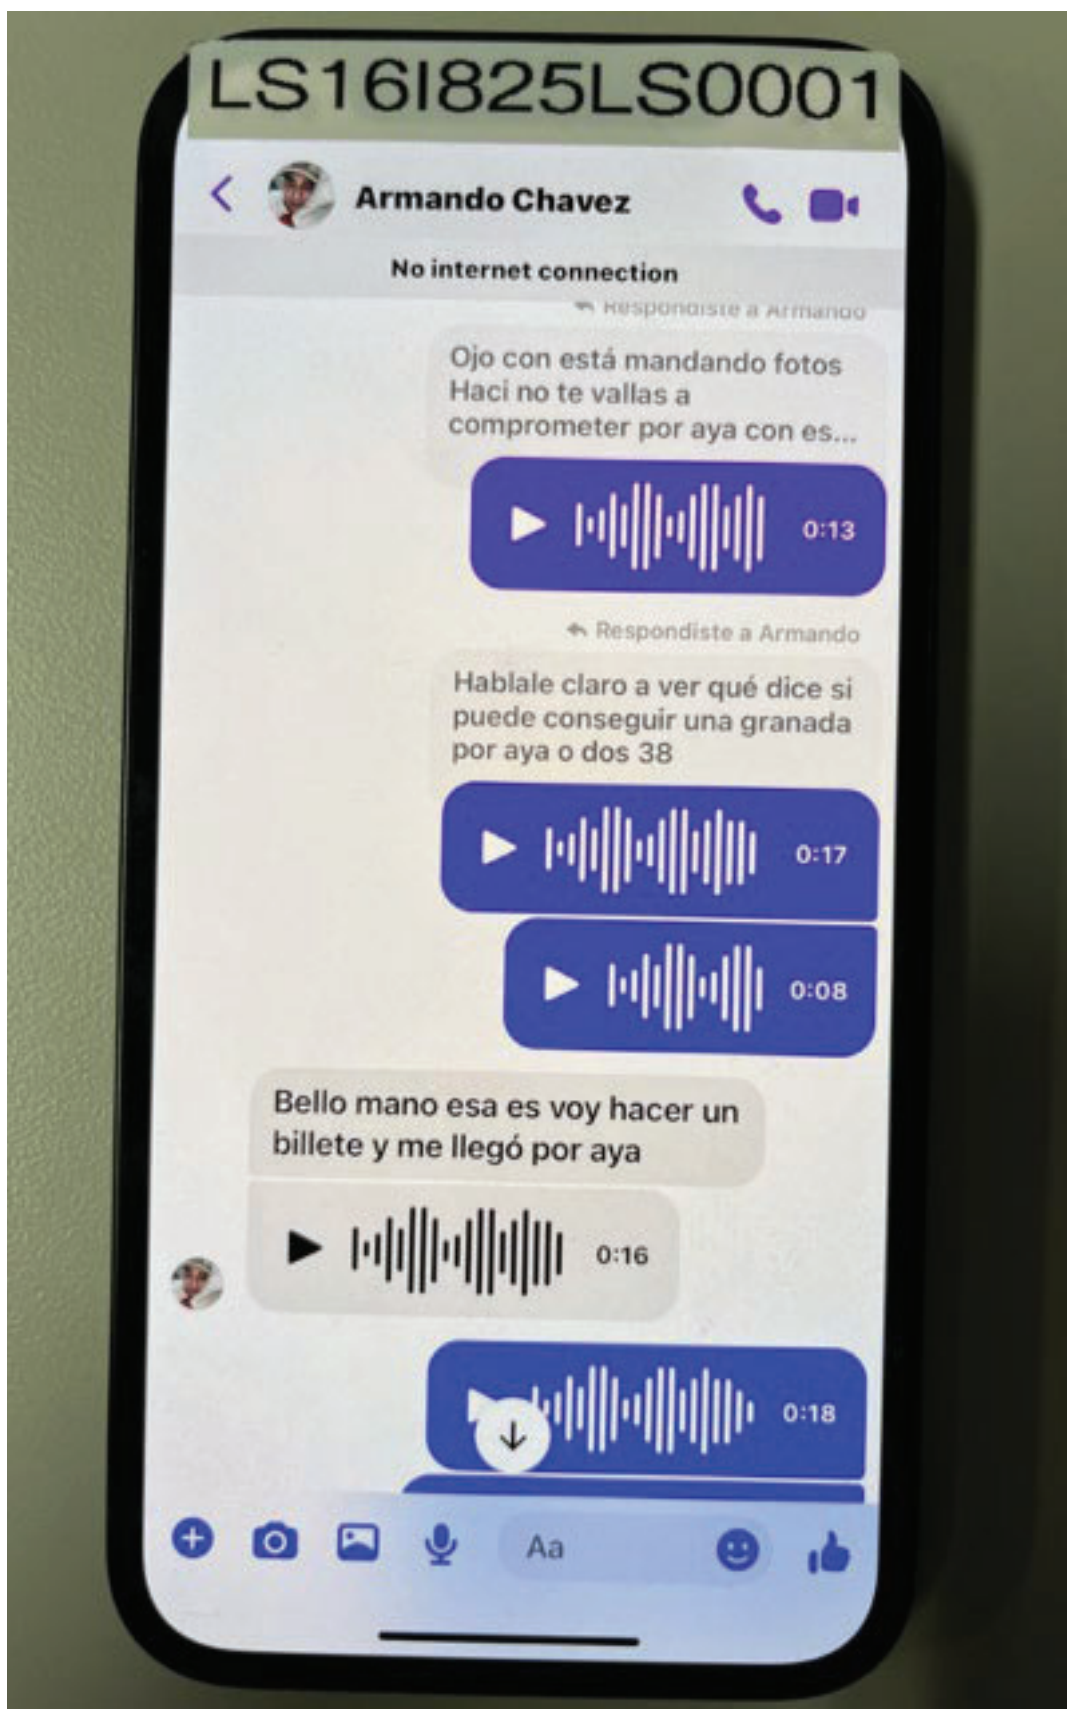 LS16I825LS0001
Armando Chavez
No internet connection
Respondiste a Armando
Ojo con está mandando fotos
Haci no te vallas a
comprometer por aya con es...
0:13
Respondiste a Armando
Hablale claro a ver qué dice si
puede conseguir una granada
por aya o dos 38
0:17
0:08
Bello mano esa es voy hacer un
billete y me llegó por aya
0:16
0:18
Aa